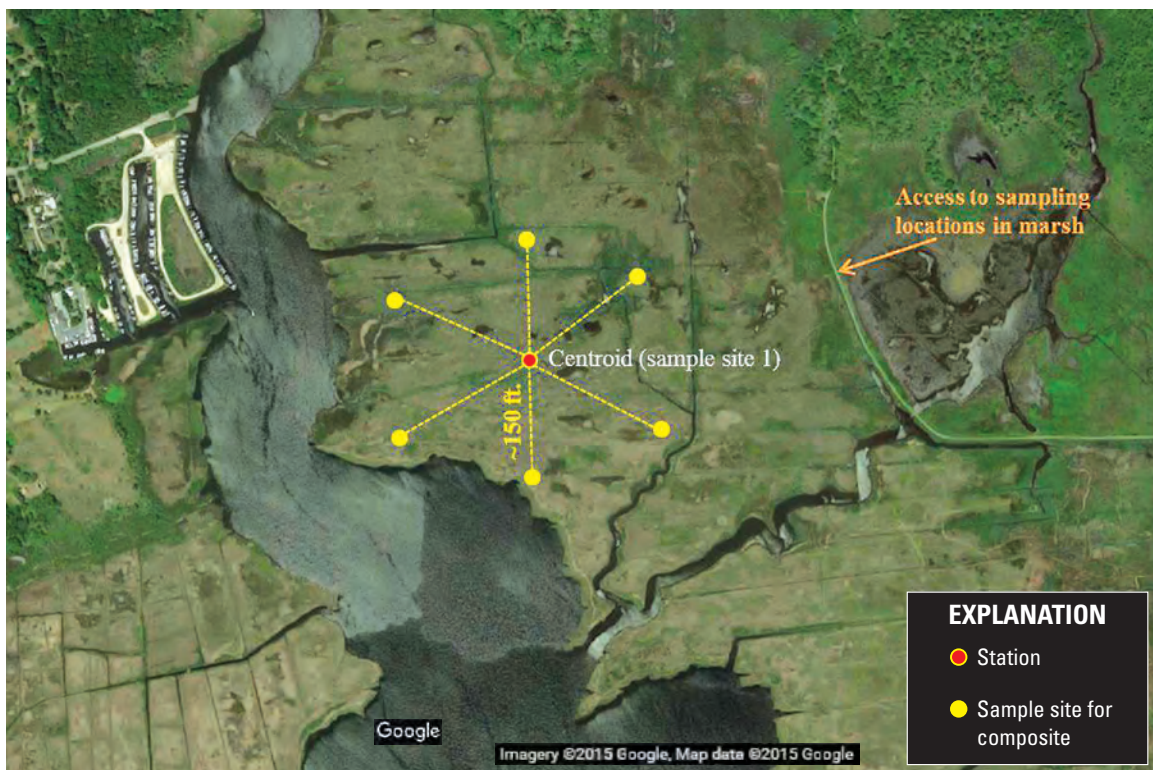 Access to sampling
locations in marsh
Centroid (sample site 1)
~150 ft.
EXPLANATION
Station
Sample site for
composite
Google
Imagery ©2015 Google, Map data ©2015 Google